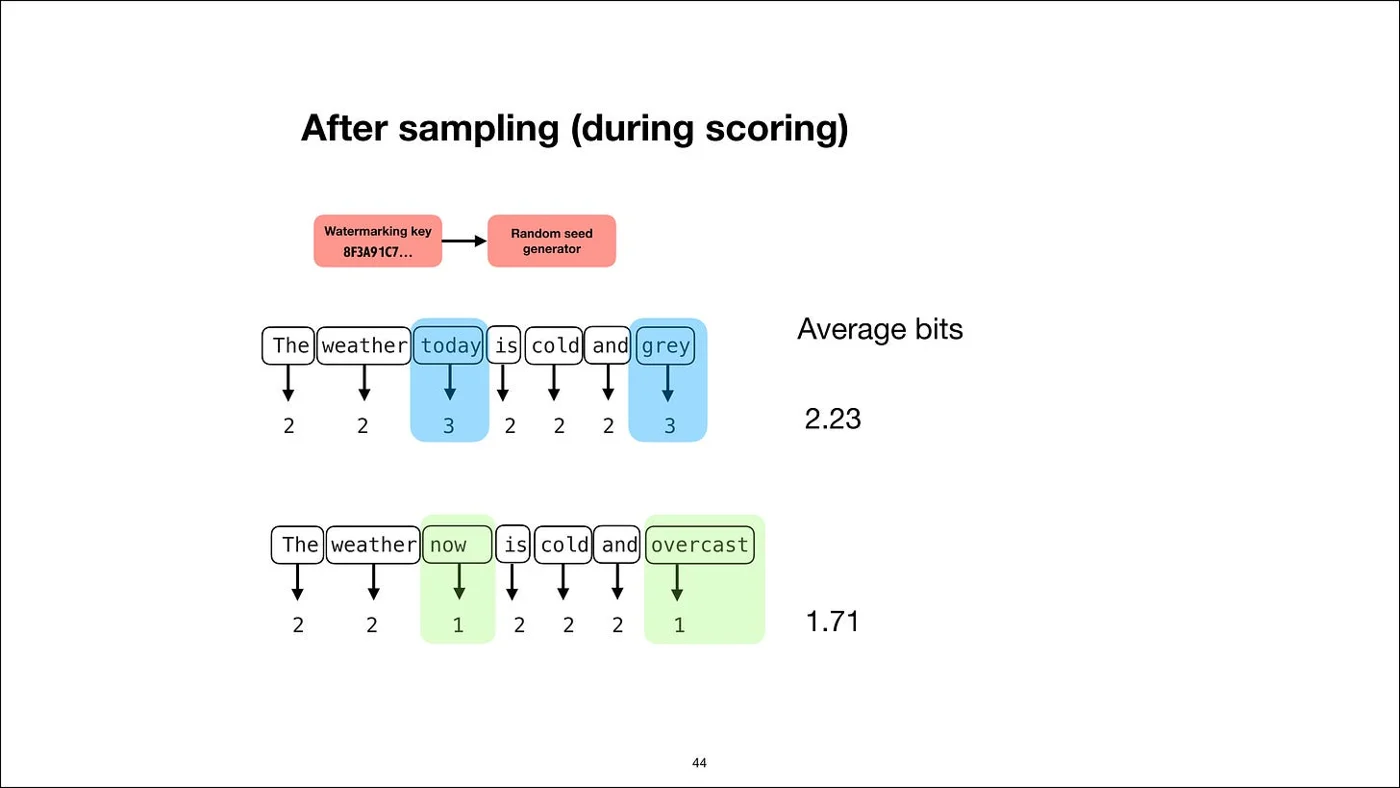 After sampling (during scoring)
Watermarking key
8F3A91C7...
Random seed
generator
The weather today is cold and grey
2 2 3 2 2 2 3
Average bits
2.23
The weather now is cold and overcast
2 2 1 2 2 2 1
1.71
44